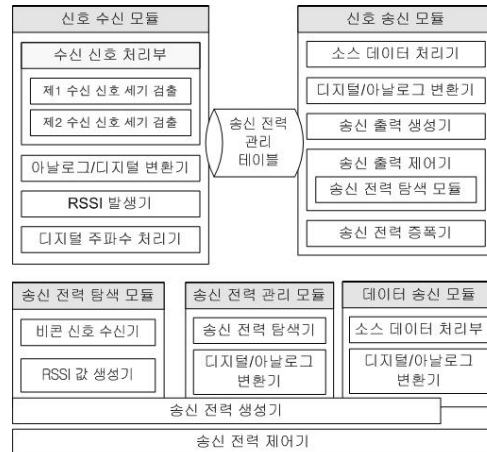 신호 수신 모듈
수신 신호 처리부
제1 수신 신호 세기 검출
제2 수신 신호 세기 검출
아날로그/디지털 변환기
RSSI 발생기
디지털 주파수 처리기
송신 전력
관리
테이블
신호 송신 모듈
소스 데이터 처리기
디지털/아날로그 변환기
송신 출력 생성기
송신 출력 제어기
송신 전력 탐색 모듈
송신 전력 증폭기
송신 전력 탐색 모듈
비콘 신호 수신기
RSSI 값 생성기
송신 전력 관리 모듈
송신 전력 탐색기
디지털/아날로그
변환기
데이터 송신 모듈
소스 데이터 처리부
디지털/아날로그
변환기
송신 전력 생성기
송신 전력 제어기